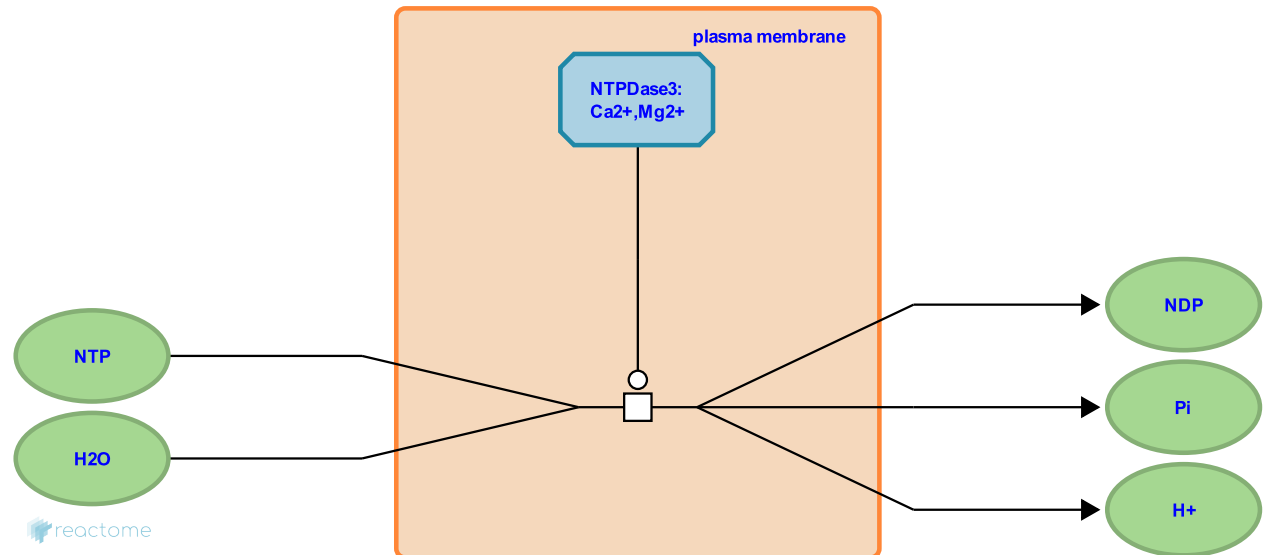 plasma membrane
NTPDase3:
Ca2+,Mg2+
NTP
H2O
NDP
Pi
H+
reactome